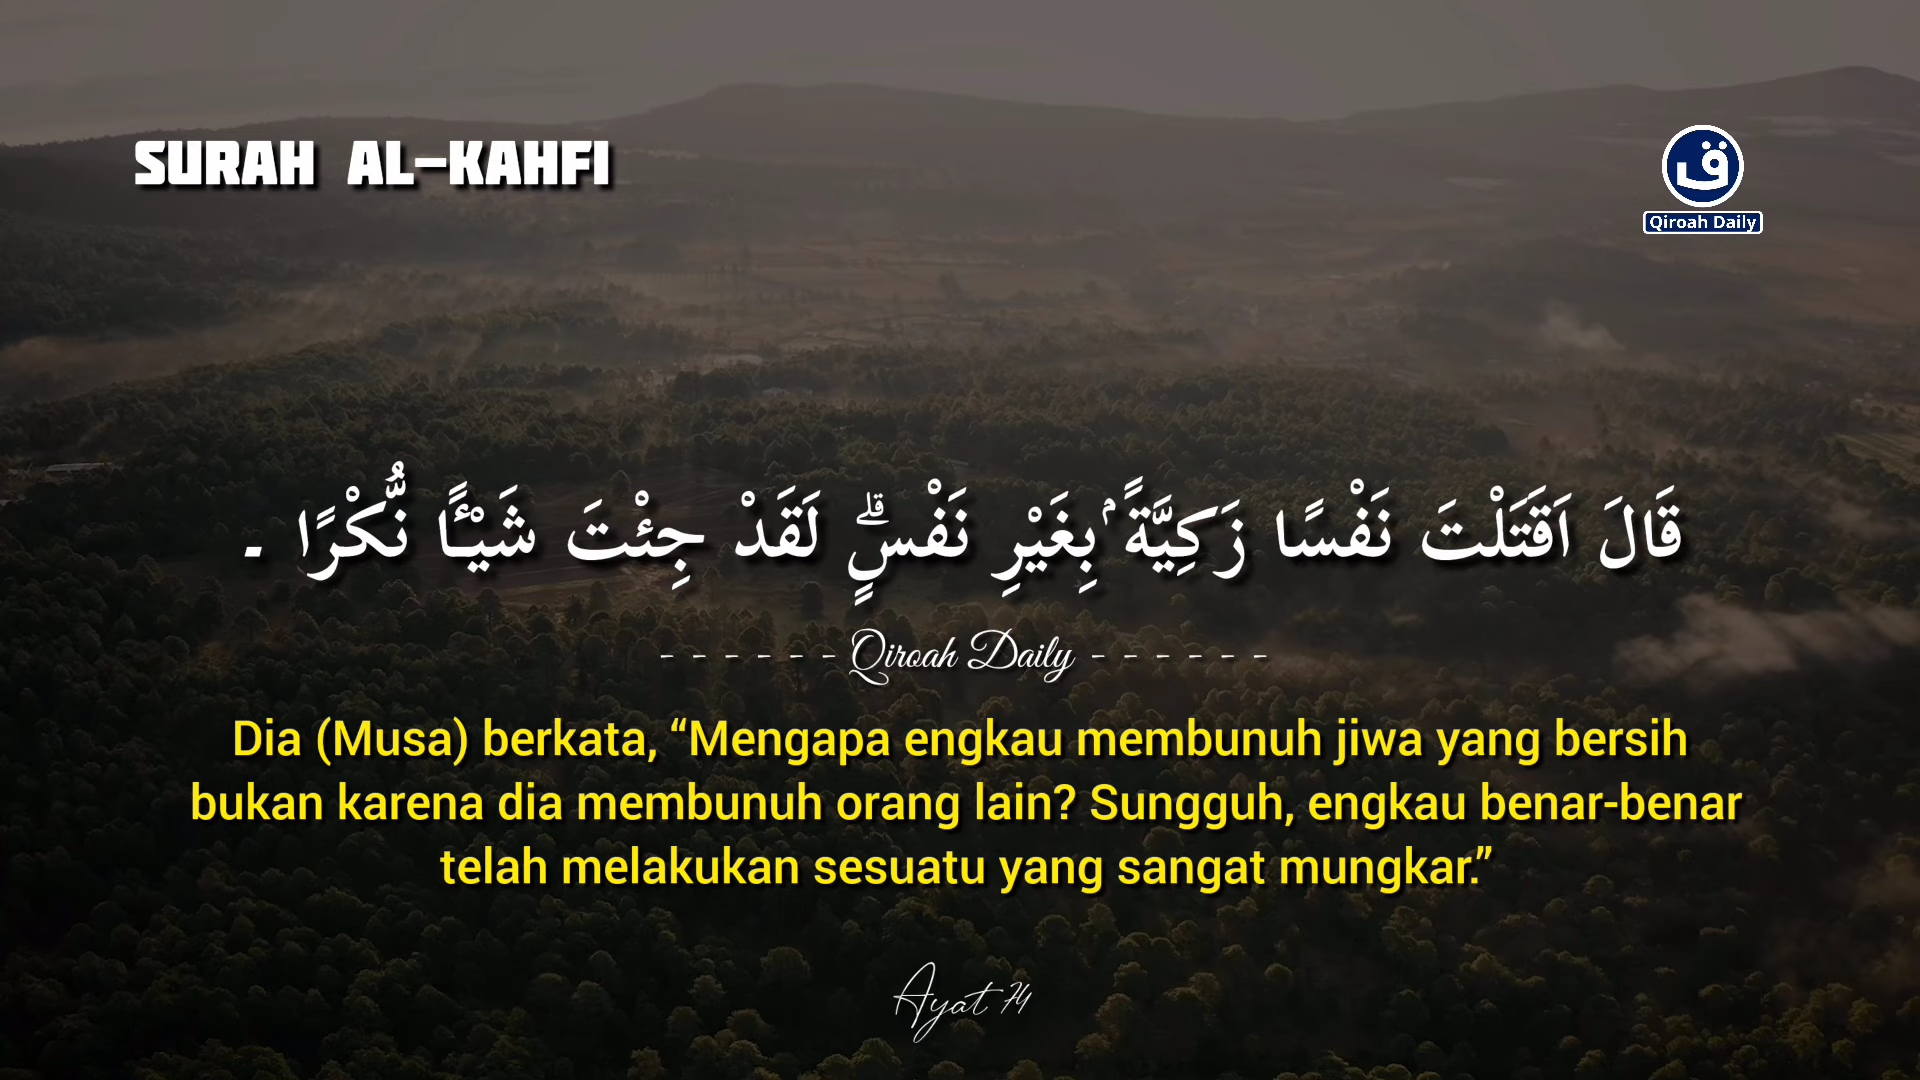 SURAH AL-KAHFI
ق
Qiroah Daily
قَالَ اَقَتَلْتَ نَفْسًا زَكِيَّةً ۢبِغَيْرِ نَفْسٍۗ لَقَدْ جِئْتَ شَيْـًٔا نُّكْرًا ۔
- - - - - - Qiroah Daily - - - - - -
Dia (Musa) berkata, “Mengapa engkau membunuh jiwa yang bersih
bukan karena dia membunuh orang lain? Sungguh, engkau benar-benar
telah melakukan sesuatu yang sangat mungkar.”
Ayat 74